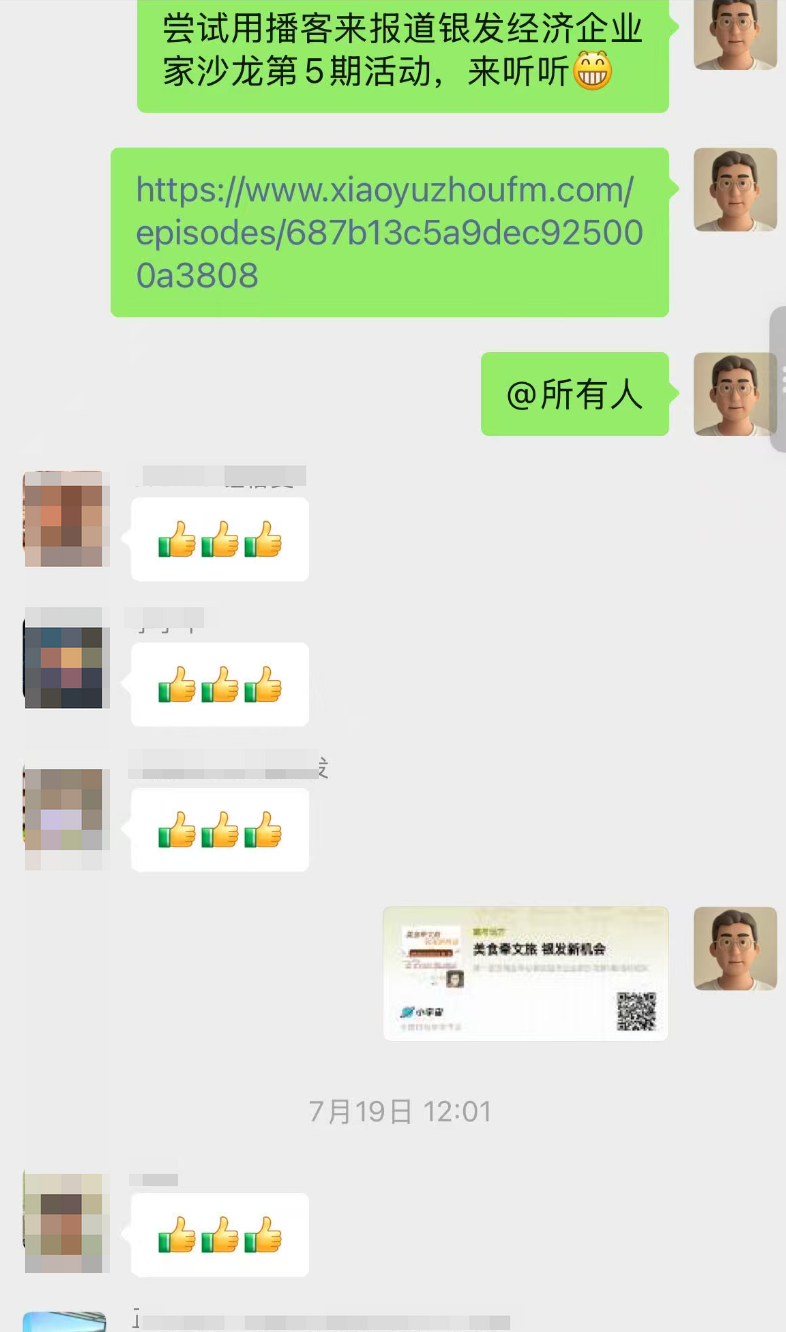 尝试用播客来报道银发经济企业
家沙龙第5期活动，来听听😁
https://www.xiaoyuzhoufm.com/
episodes/687b13c5a9dec925000
0a3808
@所有人
👍👍👍
👍👍👍
发
👍👍👍
美食牵文旅 银发新机会
小宇宙
7月19日 12:01
👍👍👍